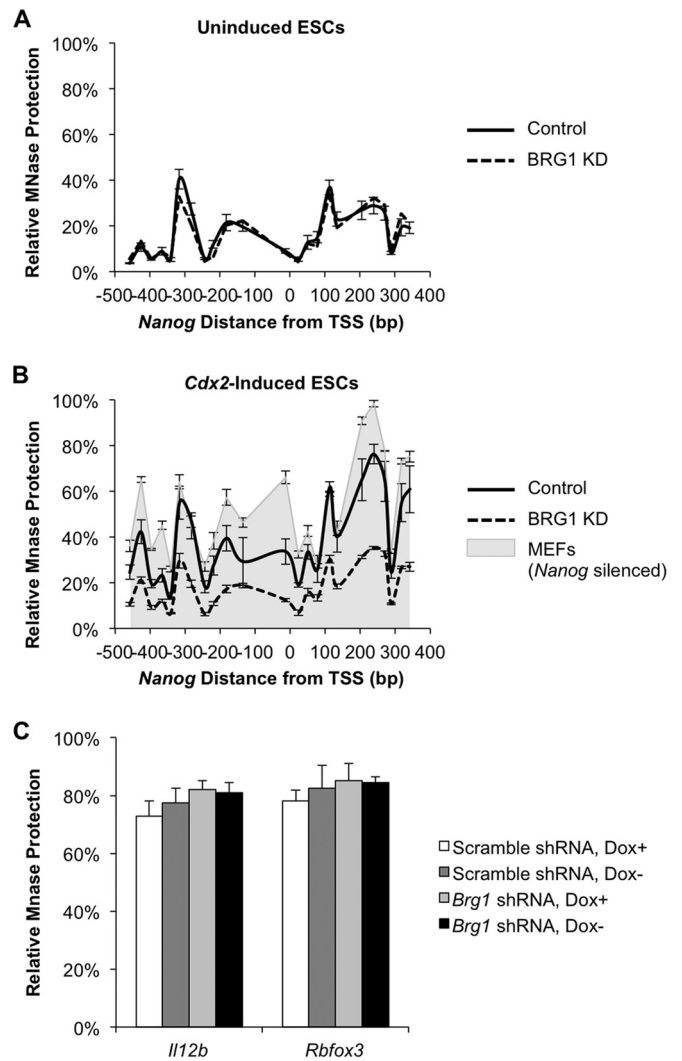 A
Uninduced ESCs
100%
80%
60%
40%
20%
0%
Relative MNase Protection
-500-400-300-200-100 0 100 200 300 400
Nanog Distance from TSS (bp)
Control
BRG1 KD
B
Cdx2-Induced ESCs
100%
80%
60%
40%
20%
0%
Relative Mnase Protection
-500-400-300-200-100 0 100 200 300 400
Nanog Distance from TSS (bp)
Control
BRG1 KD
MEFs
(Nanog silenced)
C
100%
80%
60%
40%
20%
0%
Relative Mnase Protection
Il12b Rbfox3
Scramble shRNA, Dox+
Scramble shRNA, Dox-
Brg1 shRNA, Dox+
Brg1 shRNA, Dox-